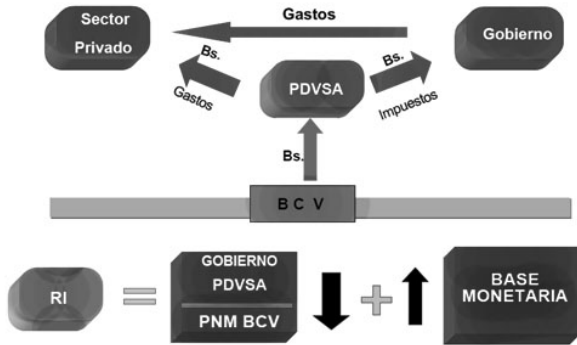 Sector
Privado
Gastos
Gobierno
Bs.
Bs.
PDVSA
Gastos
Impuestos
Bs.
B C V
RI
=
GOBIERNO
PDVSA
PNM BCV
+
BASE
MONETARIA